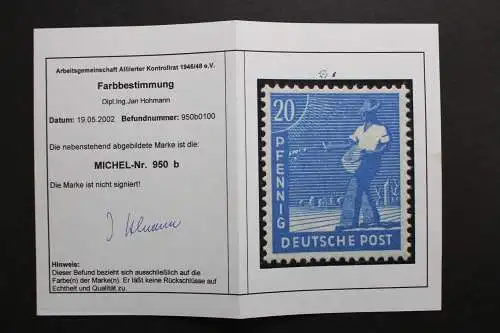 Arbeitsgemeinschaft Alliierter Kontrollrat 1946/48 e.V.
Farbbestimmung
Dipl.Ing.Jan Hohmann
Datum: 19.05.2002 Befundnummer: 950b0100
Die nebenstehend abgebildete Marke ist die:
MICHEL-Nr. 950 b
Die Marke ist nicht signiert!
Hinweis:
Dieser Befund bezieht sich ausschließlich auf die
Farbe(n) der Marke(n). Er läßt keine Rückschlüsse auf
Echtheit und Qualität zu.
20
PFENNIG
DEUTSCHE POST